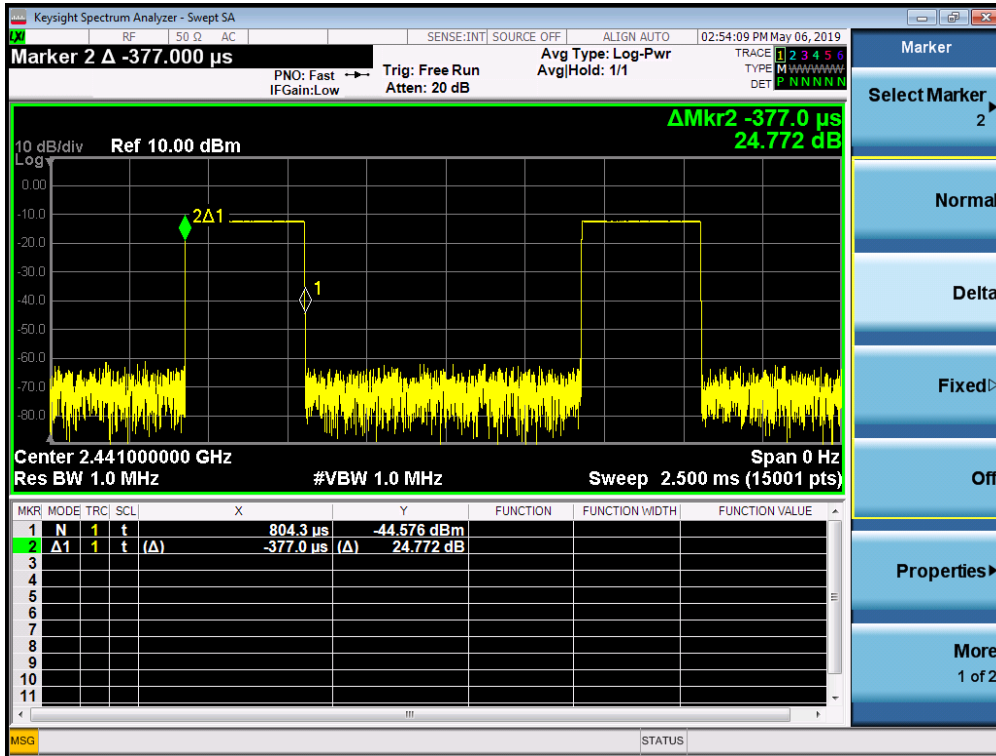 Keysight Spectrum Analyzer - Swept SA
LXI RF 50 Ω AC SENSE:INT SOURCE OFF ALIGN AUTO 02:54:09 PM May 06, 2019
Marker 2 Δ -377.000 µs
PNO: Fast
IFGain:Low
Trig: Free Run
Atten: 20 dB
Avg Type: Log-Pwr
Avg|Hold: 1/1
TRACE 1 2 3 4 5 6
TYPE M WWWWW
DET P N N N N N
ΔMkr2 -377.0 µs
24.772 dB
10 dB/div Ref 10.00 dBm
Log
0.00
-10.0
-20.0
-30.0
-40.0
-50.0
-60.0
-70.0
-80.0
2Δ1
1
Center 2.441000000 GHz Span 0 Hz
Res BW 1.0 MHz #VBW 1.0 MHz Sweep 2.500 ms (15001 pts)
MKR MODE TRC SCL X Y FUNCTION FUNCTION WIDTH FUNCTION VALUE
1 N 1 t 804.3 µs -44.576 dBm
2 Δ1 1 t (Δ) -377.0 µs (Δ) 24.772 dB
3
4
5
6
7
8
9
10
11
MSG STATUS
Marker
Select Marker
2
Normal
Delta
Fixed
Off
Properties
More
1 of 2